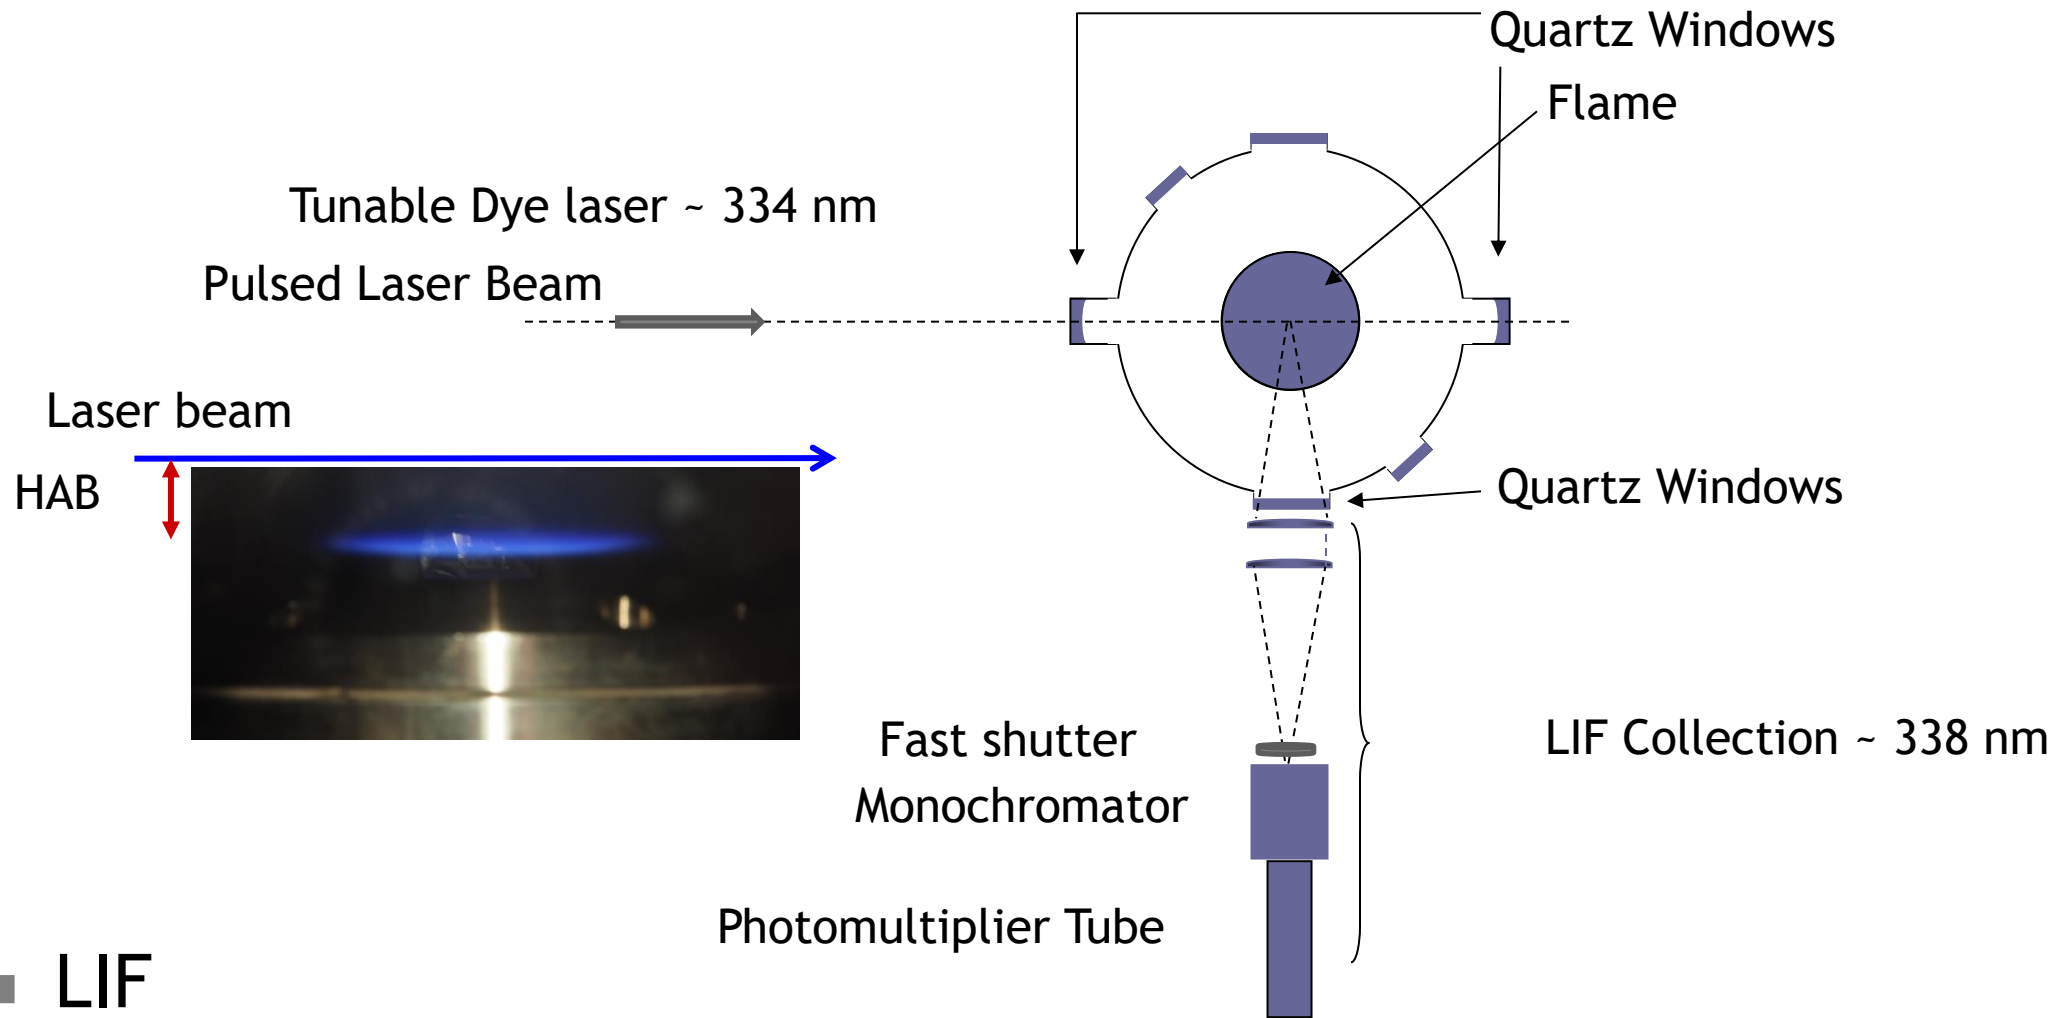 Quartz Windows
Flame
Tunable Dye laser ~ 334 nm
Pulsed Laser Beam
Laser beam
HAB
Quartz Windows
Fast shutter
LIF Collection ~ 338 nm
Monochromator
Photomultiplier Tube
LIF